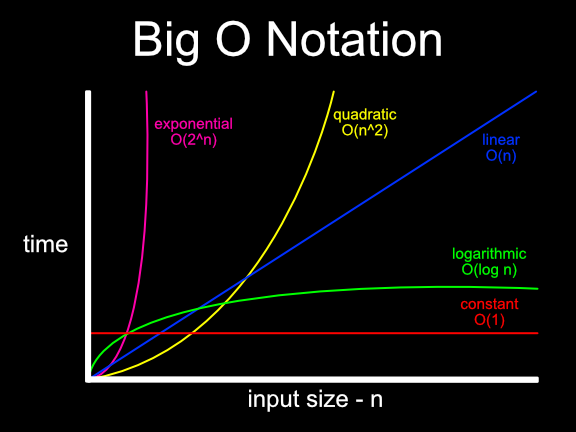 Big O Notation
exponential
O(2^n)
quadratic
O(n^2)
linear
O(n)
time
logarithmic
O(log n)
constant
O(1)
input size - n